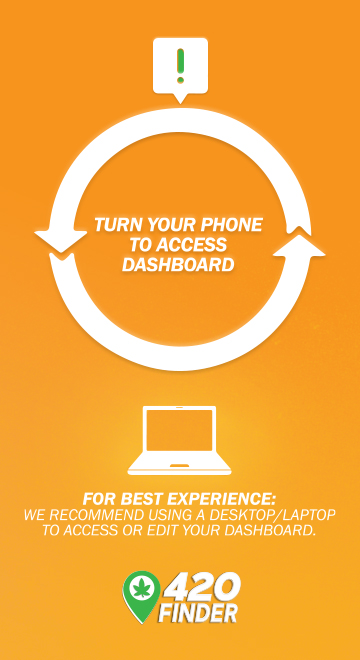 !
TURN YOUR PHONE
TO ACCESS
DASHBOARD
FOR BEST EXPERIENCE:
WE RECOMMEND USING A DESKTOP/LAPTOP
TO ACCESS OR EDIT YOUR DASHBOARD.
420
FINDER